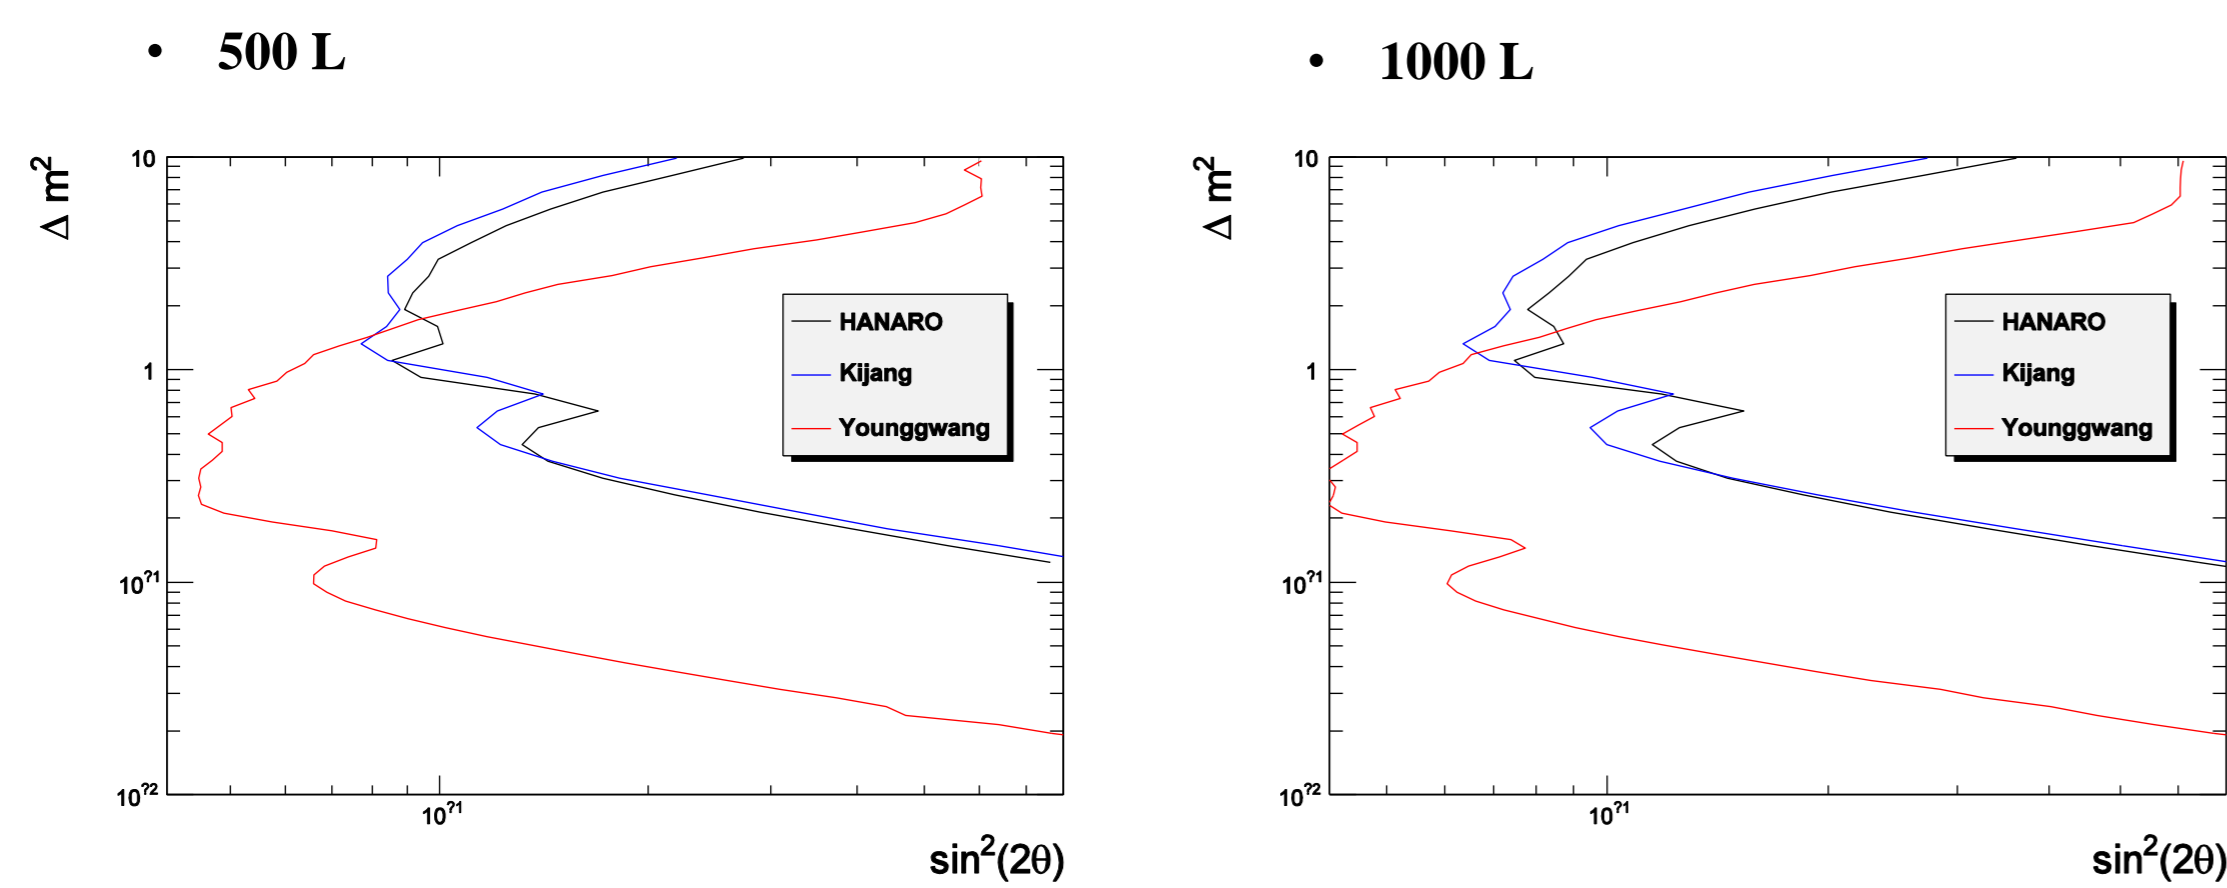 • 500 L
Δ m²
10
1
10?1
10?2
10?1
sin²(2θ)
HANARO
Kijang
Younggwang
• 1000 L
Δ m²
10
1
10?1
10?2
10?1
sin²(2θ)
HANARO
Kijang
Younggwang